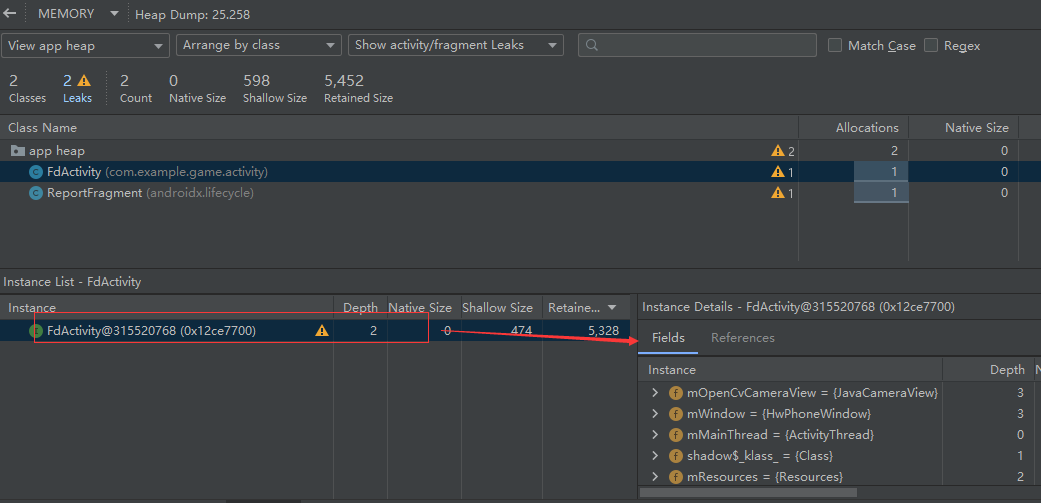 MEMORY Heap Dump: 25.258
View app heap Arrange by class Show activity/fragment Leaks Match Case Regex
2 2 2 0 598 5,452
Classes Leaks Count Native Size Shallow Size Retained Size
Class Name Allocations Native Size
app heap 2 2 0
C FdActivity (com.example.game.activity) 1 1 0
C ReportFragment (androidx.lifecycle) 1 1 0
Instance List - FdActivity
Instance Depth Native Size Shallow Size Retaine...
FdActivity@315520768 (0x12ce7700) 2 0 474 5,328
Instance Details - FdActivity@315520768 (0x12ce7700)
Fields References
Instance Depth N
f mOpenCvCameraView = {JavaCameraView} 3
f mWindow = {HwPhoneWindow} 3
f mMainThread = {ActivityThread} 0
f shadow$_klass_ = {Class} 1
f mResources = {Resources} 2